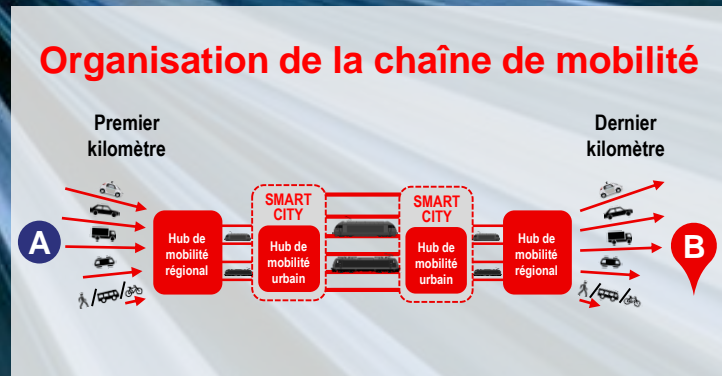 Organisation de la chaîne de mobilité
Premier
kilomètre
Dernier
kilomètre
A
Hub de
mobilité
régional
SMART
CITY
Hub de
mobilité
urbain
SMART
CITY
Hub de
mobilité
urbain
Hub de
mobilité
régional
B
/ /
/ /